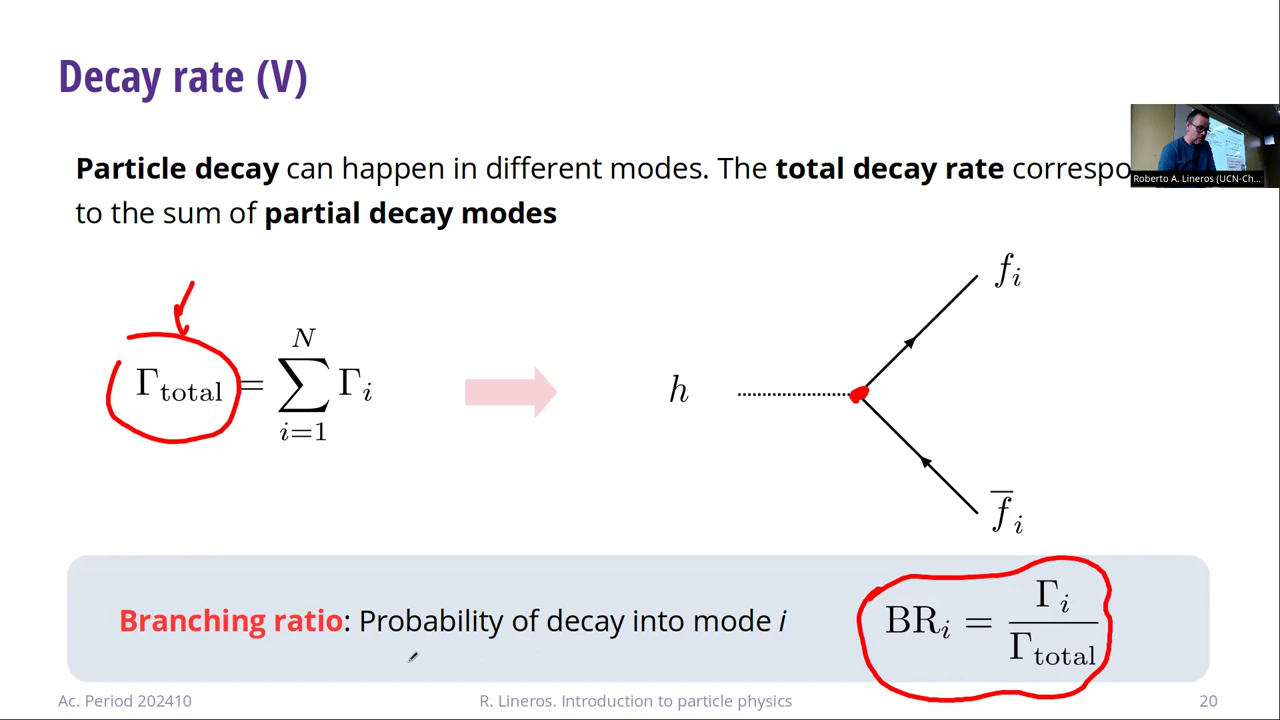 Decay rate (V)
Particle decay can happen in different modes. The total decay rate correspo
to the sum of partial decay modes
Roberto A. Lineros (UCN-Ch...
Γ_total = ∑_{i=1}^{N} Γ_i
h
f_i
f̅_i
Branching ratio: Probability of decay into mode i
BR_i = Γ_i / Γ_total
Ac. Period 202410
R. Lineros. Introduction to particle physics
20